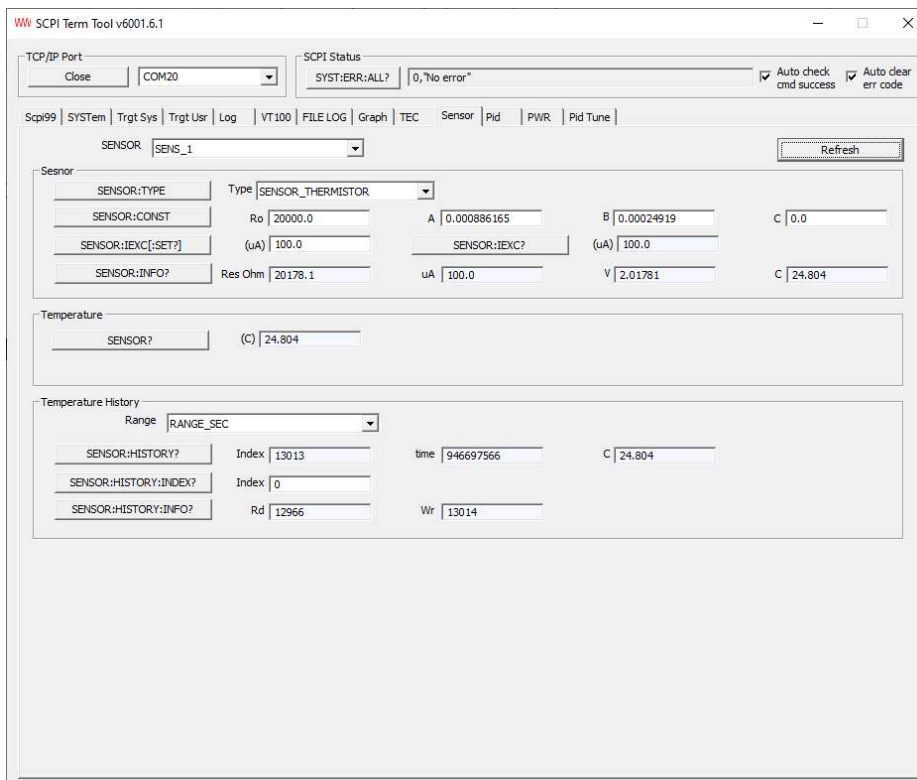 WW SCPI Term Tool v6001.6.1
TCP/IP Port
SCPI Status
Close COM20
SYST:ERR:ALL? 0,"No error"
Auto check cmd success
Auto clear err code
Scpi99 SYSTem Trgt Sys Trgt Usr Log VT100 FILE LOG Graph TEC Sensor Pid PWR Pid Tune
SENSOR SENS_1 Refresh
Sesnor
SENSOR:TYPE Type SENSOR_THERMISTOR
SENSOR:CONST Ro 20000.0 A 0.000886165 B 0.00024919 C 0.0
SENSOR:IEXC[:SET?] (uA) 100.0 SENSOR:IEXC? (uA) 100.0
SENSOR:INFO? Res Ohm 20178.1 uA 100.0 V 2.01781 C 24.804
Temperature
SENSOR? (C) 24.804
Temperature History
Range RANGE_SEC
SENSOR:HISTORY? Index 13013 time 946697566 C 24.804
SENSOR:HISTORY:INDEX? Index 0
SENSOR:HISTORY:INFO? Rd 12966 Wr 13014